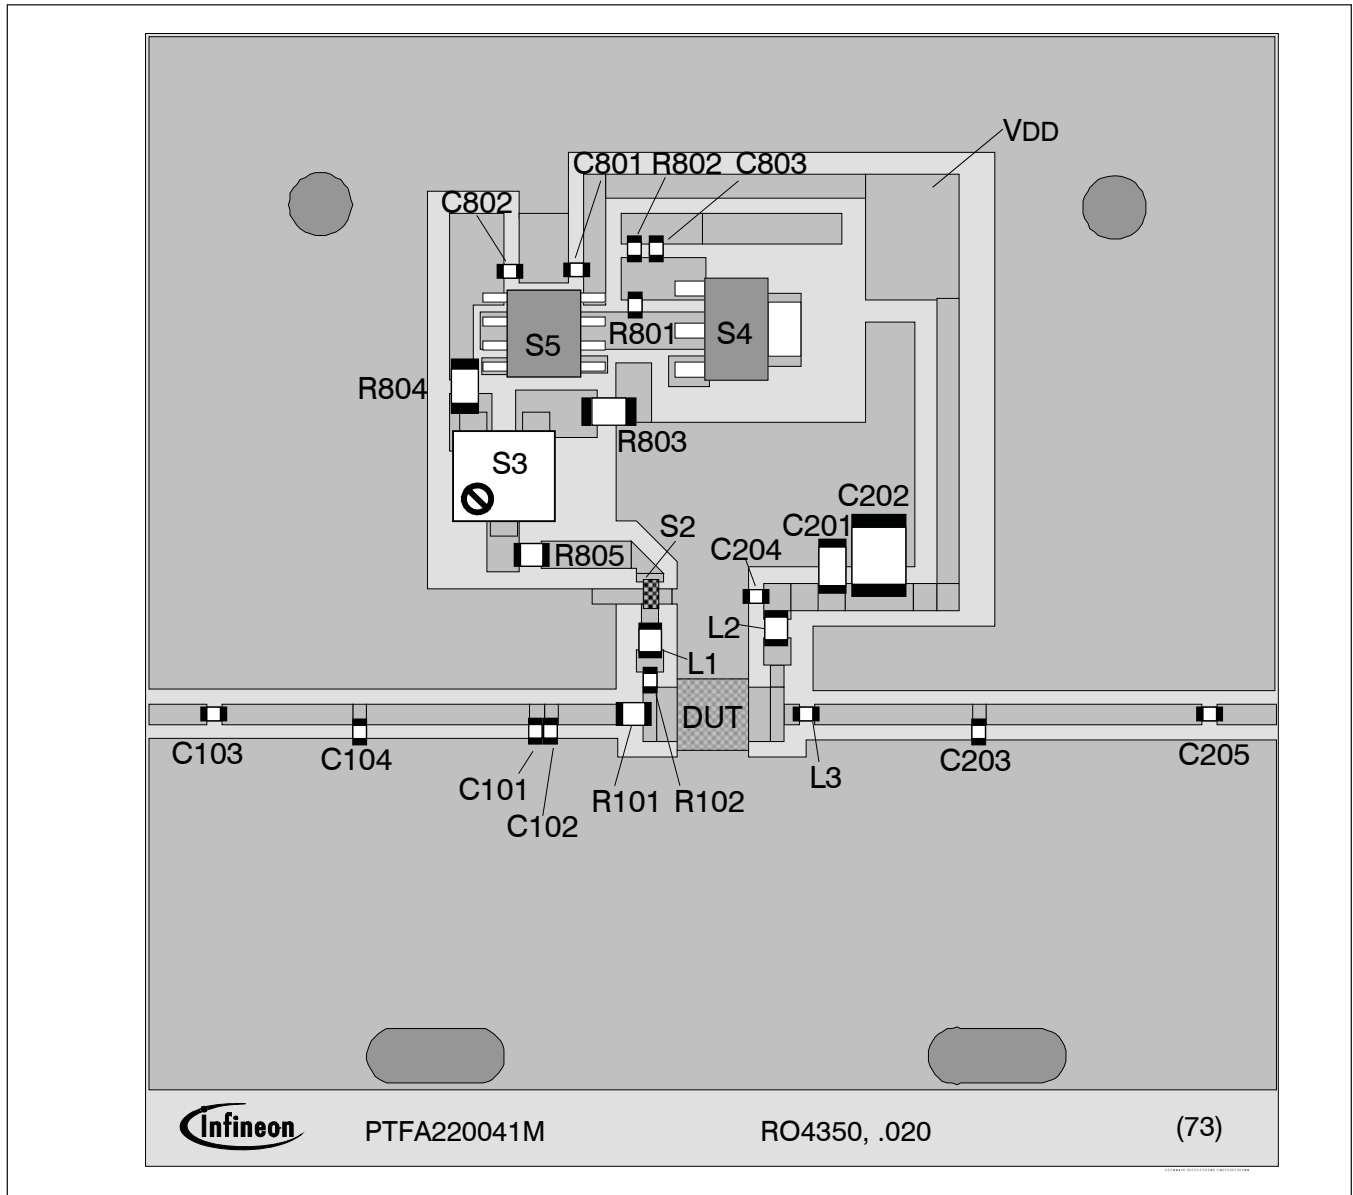 VDD
C801 R802 C803
C802
R801
S5
S4
R804
R803
S3
C202
S2
C201
C204
R805
L2
L1
DUT
C103
C104
C203
C205
L3
C101
R101
R102
C102
Infineon
PTFA220041M
RO4350, .020
(73)